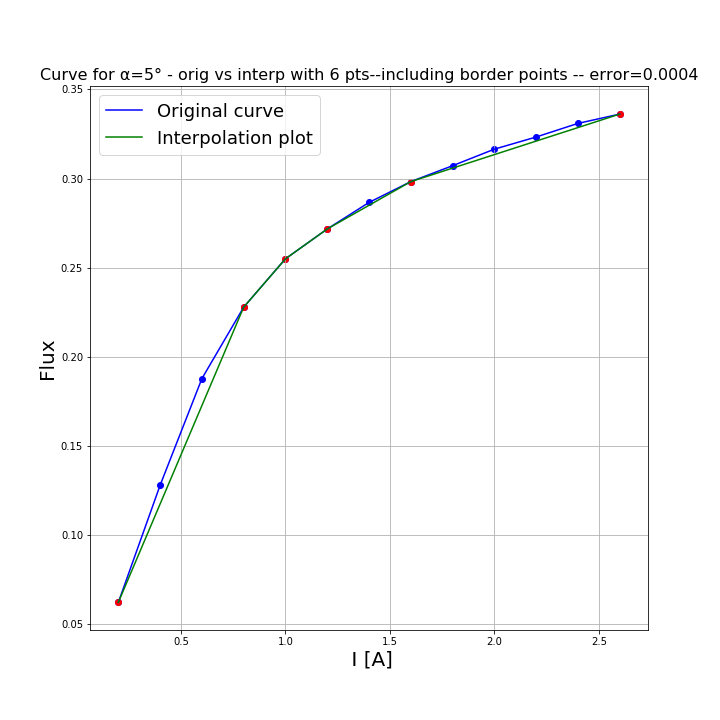 Curve for α=5° - orig vs interp with 6 pts--including border points -- error=0.0004
Original curve
Interpolation plot
0.35
0.30
0.25
0.20
0.15
0.10
0.05
Flux
0.5 1.0 1.5 2.0 2.5
I [A]